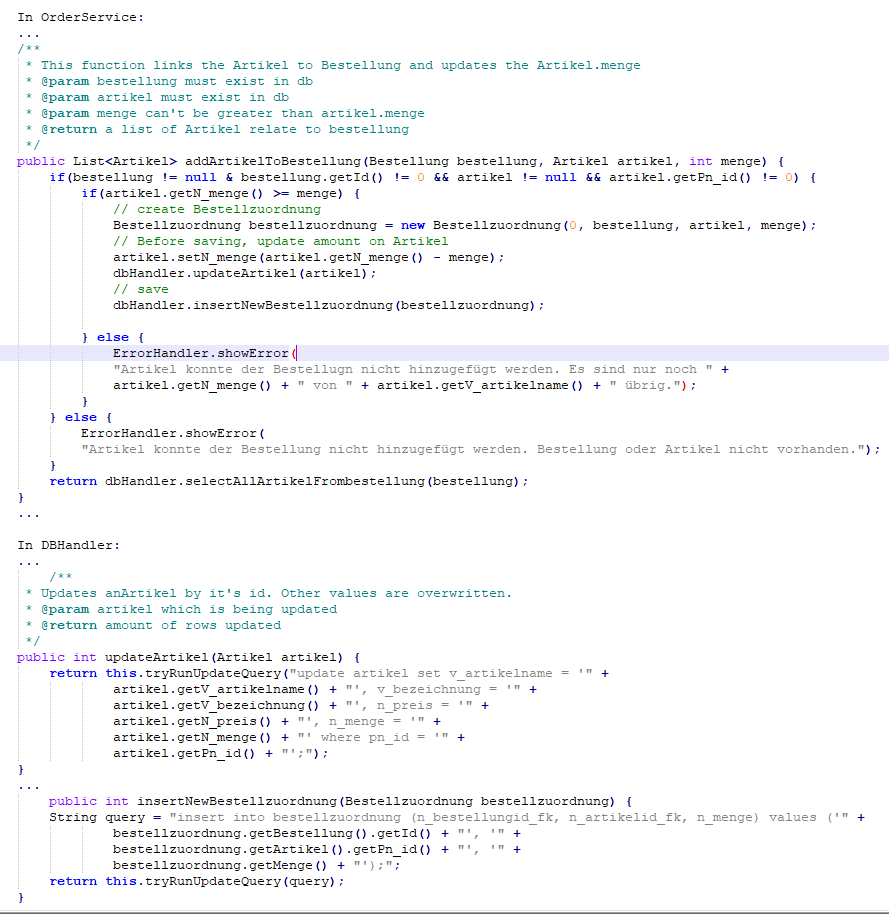 In OrderService:
...
/**
 * This function links the Artikel to Bestellung and updates the Artikel.menge
 * @param bestellung must exist in db
 * @param artikel must exist in db
 * @param menge can't be greater than artikel.menge
 * @return a list of Artikel relate to bestellung
 */
public List<Artikel> addArtikelToBestellung(Bestellung bestellung, Artikel artikel, int menge) {
    if(bestellung != null & bestellung.getId() != 0 && artikel != null && artikel.getPn_id() != 0) {
        if(artikel.getN_menge() >= menge) {
            // create Bestellzuordnung
            Bestellzuordnung bestellzuordnung = new Bestellzuordnung(0, bestellung, artikel, menge);
            // Before saving, update amount on Artikel
            artikel.setN_menge(artikel.getN_menge() - menge);
            dbHandler.updateArtikel(artikel);
            // save
            dbHandler.insertNewBestellzuordnung(bestellzuordnung);

        } else {
            ErrorHandler.showError(
            "Artikel konnte der Bestellugn nicht hinzugefügt werden. Es sind nur noch " +
            artikel.getN_menge() + " von " + artikel.getV_artikelname() + " übrig.");
        }
    } else {
        ErrorHandler.showError(
        "Artikel konnte der Bestellung nicht hinzugefügt werden. Bestellung oder Artikel nicht vorhanden.");
    }
    return dbHandler.selectAllArtikelFrombestellung(bestellung);
}
...

In DBHandler:
...
    /**
 * Updates anArtikel by it's id. Other values are overwritten.
 * @param artikel which is being updated
 * @return amount of rows updated
 */
public int updateArtikel(Artikel artikel) {
    return this.tryRunUpdateQuery("update artikel set v_artikelname = '" +
            artikel.getV_artikelname() + "', v_bezeichnung = '" +
            artikel.getV_bezeichnung() + "', n_preis = '" +
            artikel.getN_preis() + "', n_menge = '" +
            artikel.getN_menge() + "' where pn_id = '" +
            artikel.getPn_id() + "';");
}
...
    public int insertNewBestellzuordnung(Bestellzuordnung bestellzuordnung) {
    String query = "insert into bestellzuordnung (n_bestellungid_fk, n_artikelid_fk, n_menge) values ('" +
            bestellzuordnung.getBestellung().getId() + "', '" +
            bestellzuordnung.getArtikel().getPn_id() + "', '" +
            bestellzuordnung.getMenge() + "');";
    return this.tryRunUpdateQuery(query);
}